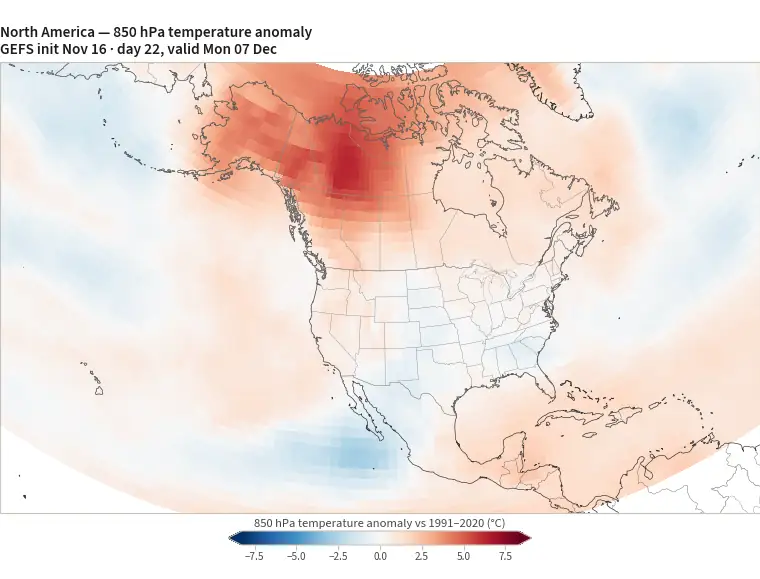 North America — 850 hPa temperature anomaly
GEFS init Nov 16 · day 22, valid Mon 07 Dec
850 hPa temperature anomaly vs 1991–2020 (°C)
−7.5 −5.0 −2.5 0.0 2.5 5.0 7.5